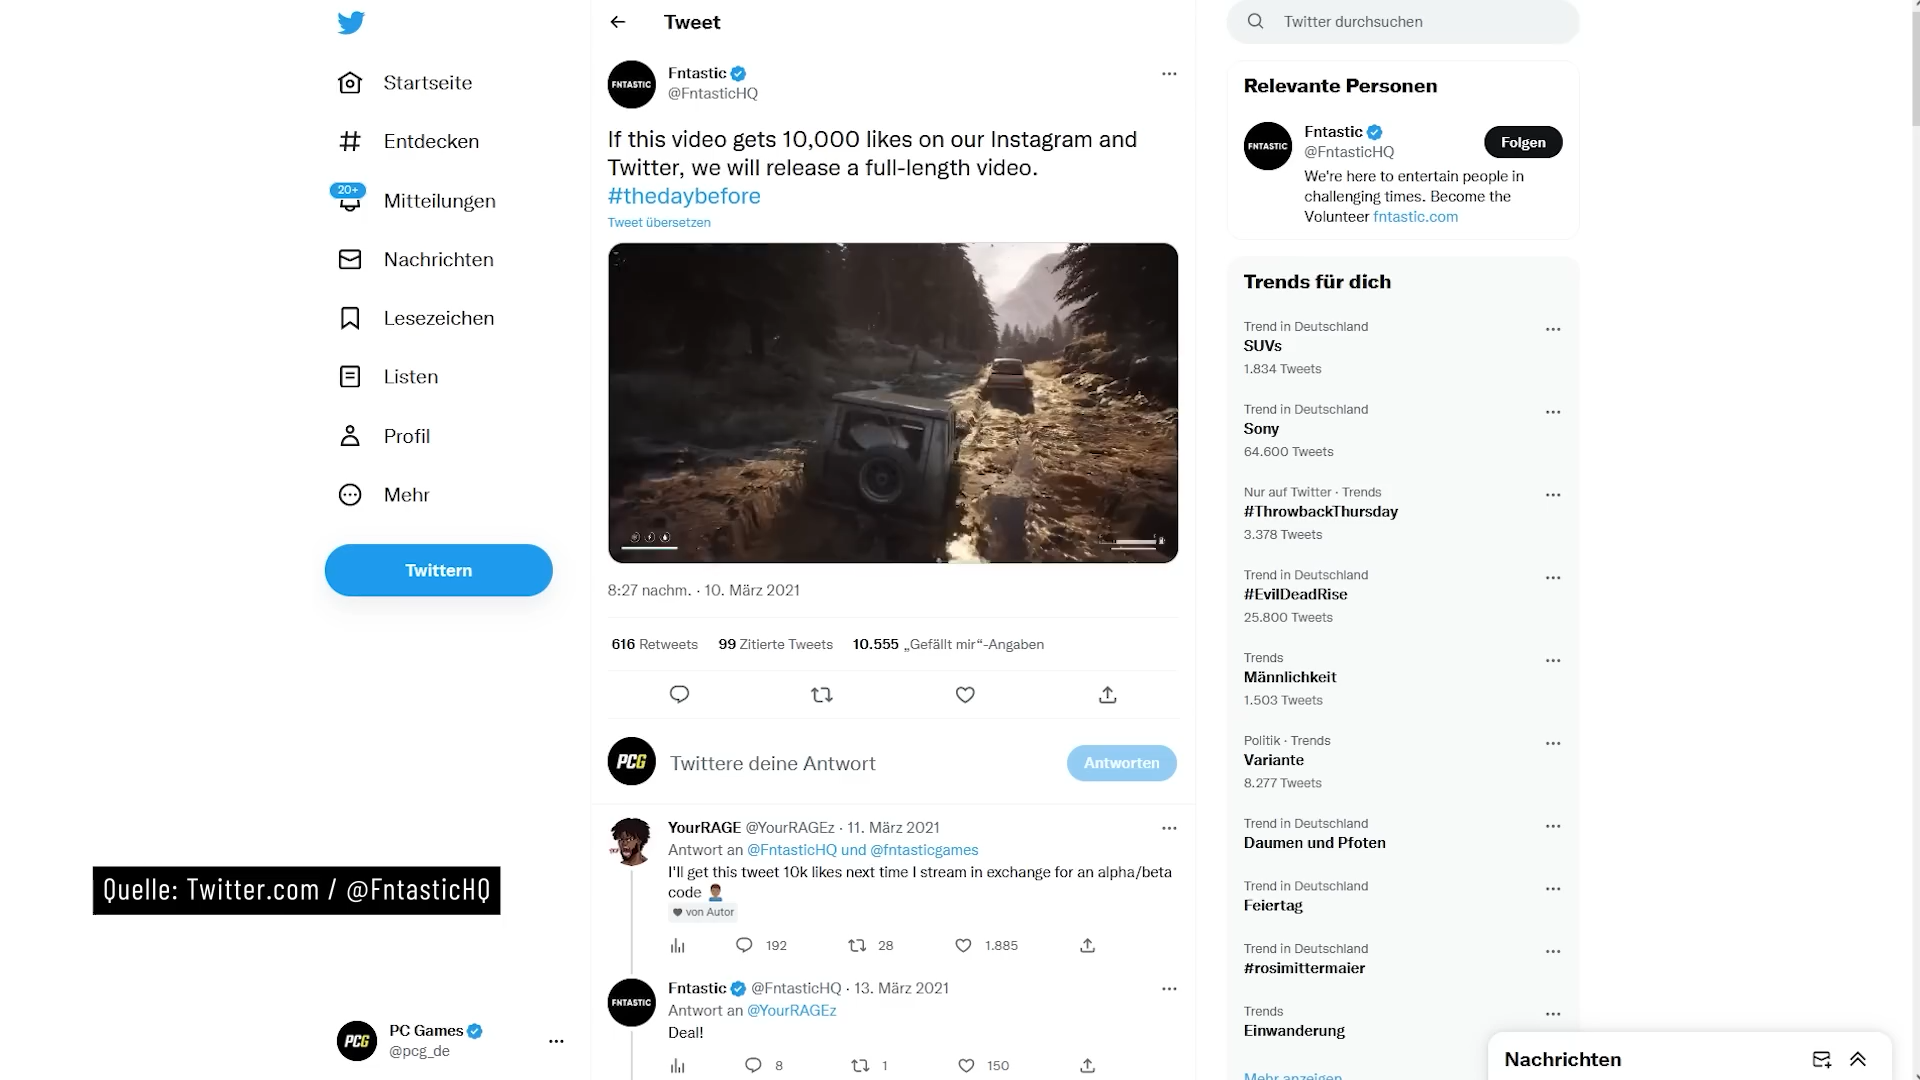 Startseite
Entdecken
20+
Mitteilungen
Nachrichten
Lesezeichen
Listen
Profil
Mehr
Twittern
Quelle: Twitter.com / @FntasticHQ
PCG
PC Games
@pcg_de
Tweet
FNTASTIC
Fntastic
@FntasticHQ
If this video gets 10,000 likes on our Instagram and
Twitter, we will release a full-length video.
#thedaybefore
Tweet übersetzen
8:27 nachm. · 10. März 2021
616 Retweets 99 Zitierte Tweets 10.555 „Gefällt mir“-Angaben
PCG
Twittere deine Antwort
Antworten
YourRAGE @YourRAGEz · 11. März 2021
Antwort an @FntasticHQ und @fntasticgames
I'll get this tweet 10k likes next time I stream in exchange for an alpha/beta
code
von Autor
192 28 1.885
FNTASTIC
Fntastic @FntasticHQ · 13. März 2021
Antwort an @YourRAGEz
Deal!
8 1 150
Twitter durchsuchen
Relevante Personen
FNTASTIC
Fntastic
@FntasticHQ
Folgen
We're here to entertain people in
challenging times. Become the
Volunteer fntastic.com
Trends für dich
Trend in Deutschland
SUVs
1.834 Tweets
Trend in Deutschland
Sony
64.600 Tweets
Nur auf Twitter · Trends
#ThrowbackThursday
3.378 Tweets
Trend in Deutschland
#EvilDeadRise
25.800 Tweets
Trends
Männlichkeit
1.503 Tweets
Politik · Trends
Variante
8.277 Tweets
Trend in Deutschland
Daumen und Pfoten
Trend in Deutschland
Feiertag
Trend in Deutschland
#rosimittermaier
Trends
Einwanderung
Mehr anzeigen
Nachrichten